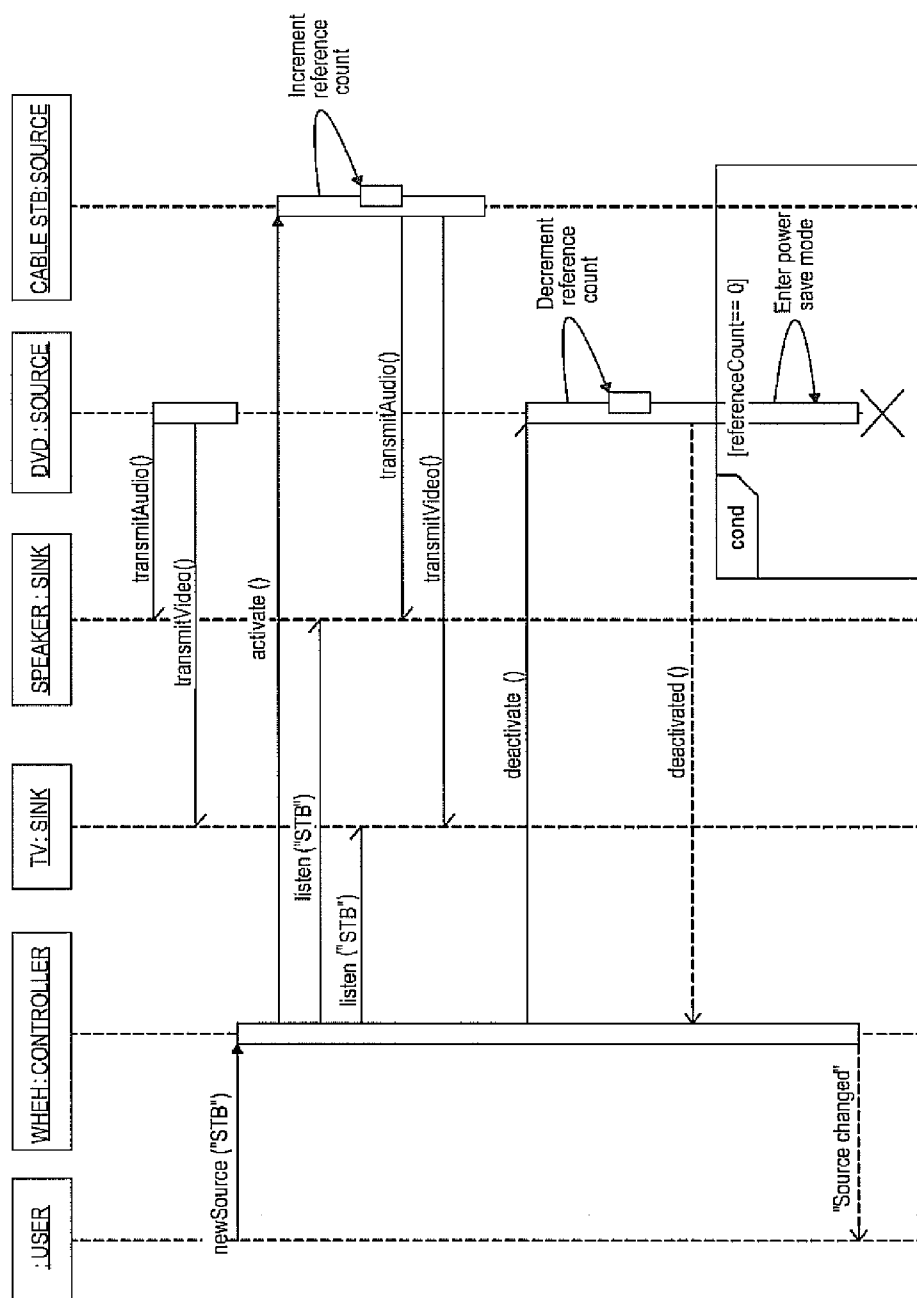 :USER
WHEH:CONTROLLER
TV:SINK
SPEAKER : SINK
DVD : SOURCE
CABLE STB:SOURCE
transmitAudio()
transmitVideo()
newSource ("STB")
activate ()
listen ("STB")
Increment
reference
count
listen ("STB")
transmitAudio()
transmitVideo()
deactivate ()
Decrement
reference
count
deactivated ()
cond
[referenceCount== 0]
Enter power
save mode
"Source changed"